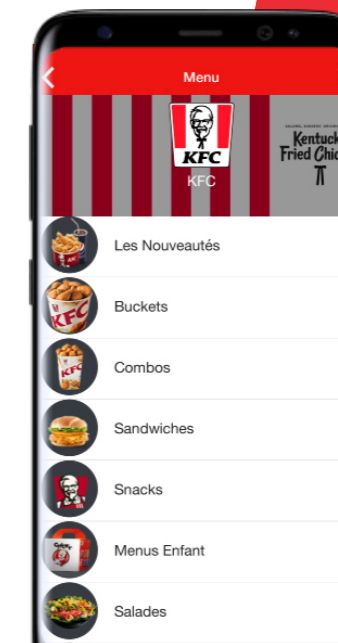 Menu
KFC
KFC
Kentuck
Fried Chic
Les Nouveautés
KFC
Buckets
KFC
Combos
Sandwiches
Snacks
Menus Enfant
Salades